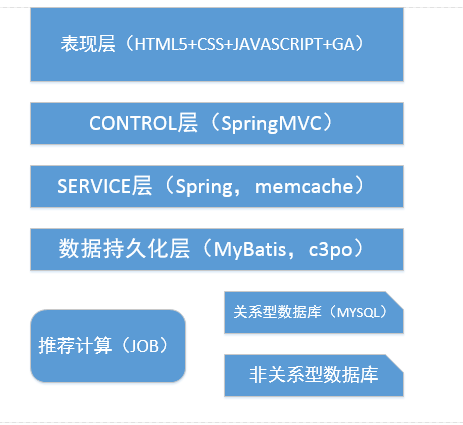 表现层（HTML5+CSS+JAVASCRIPT+GA）
CONTROL层（SpringMVC）
SERVICE层（Spring，memcache）
数据持久化层（MyBatis，c3po）
推荐计算（JOB）
关系型数据库（MYSQL）
非关系型数据库